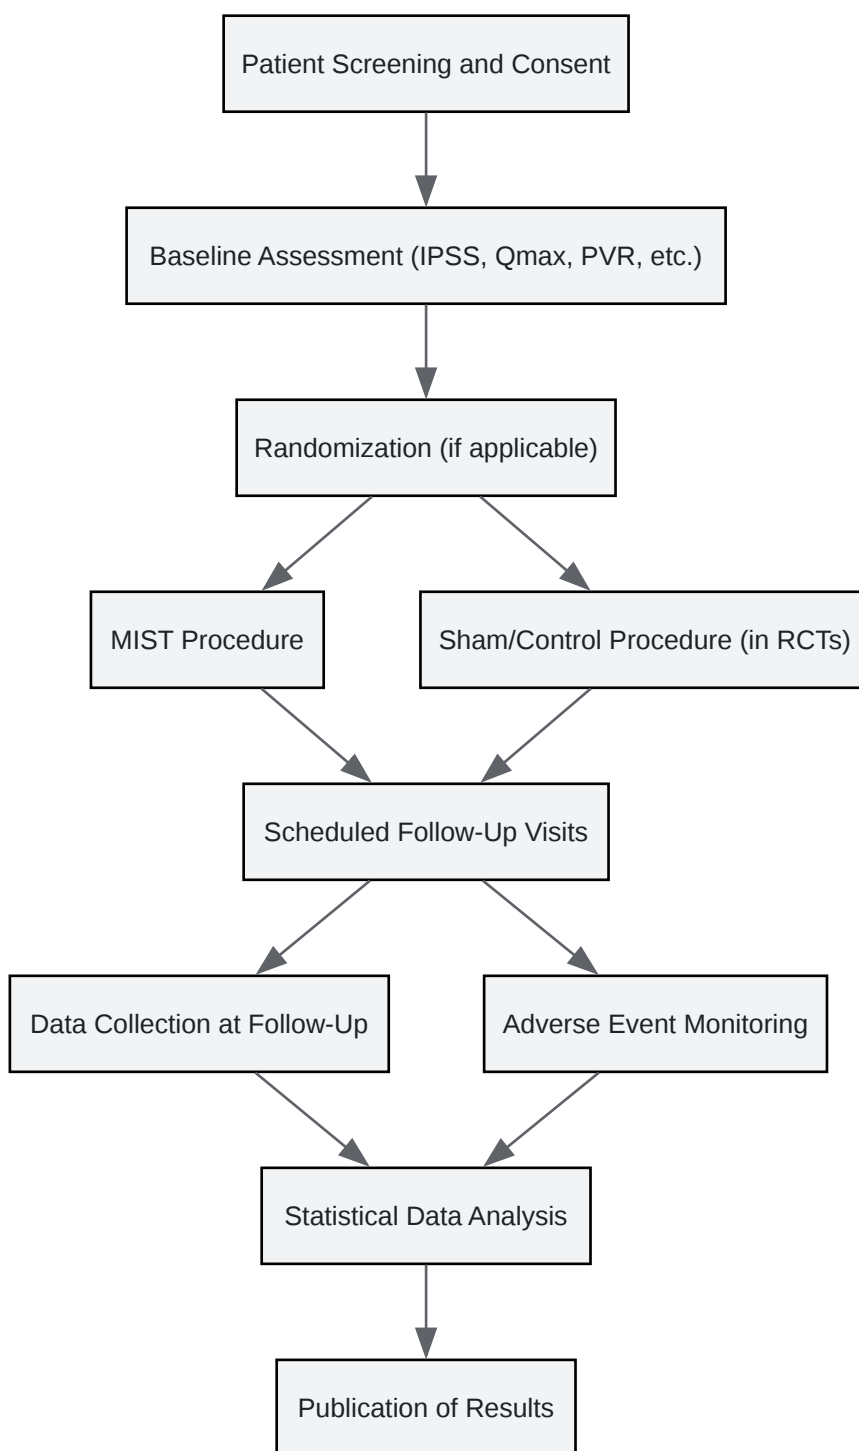 Patient Screening and Consent
Baseline Assessment (IPSS, Qmax, PVR, etc.)
Randomization (if applicable)
MIST Procedure
Sham/Control Procedure (in RCTs)
Scheduled Follow-Up Visits
Data Collection at Follow-Up
Adverse Event Monitoring
Statistical Data Analysis
Publication of Results